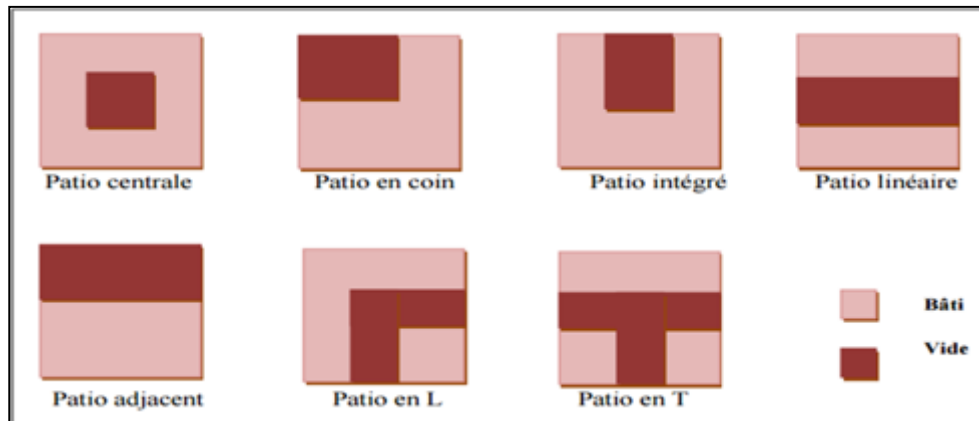 Patio centrale
Patio en coin
Patio intégré
Patio linéaire
Patio adjacent
Patio en L
Patio en T
Bâti
Vide